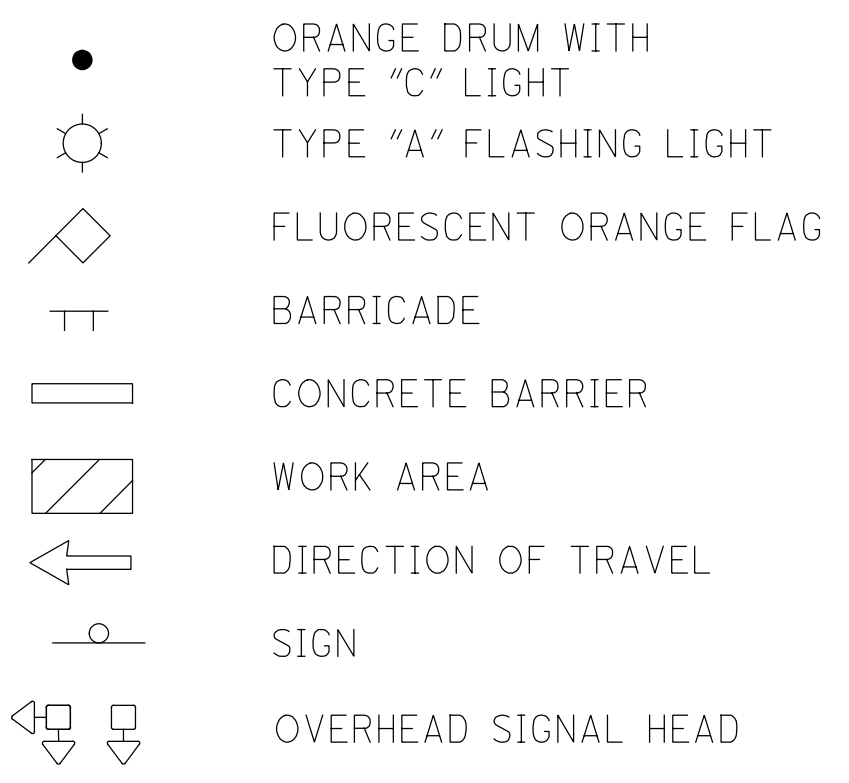 ORANGE DRUM WITH
TYPE "C" LIGHT
TYPE "A" FLASHING LIGHT
FLUORESCENT ORANGE FLAG
BARRICADE
CONCRETE BARRIER
WORK AREA
DIRECTION OF TRAVEL
SIGN
OVERHEAD SIGNAL HEAD